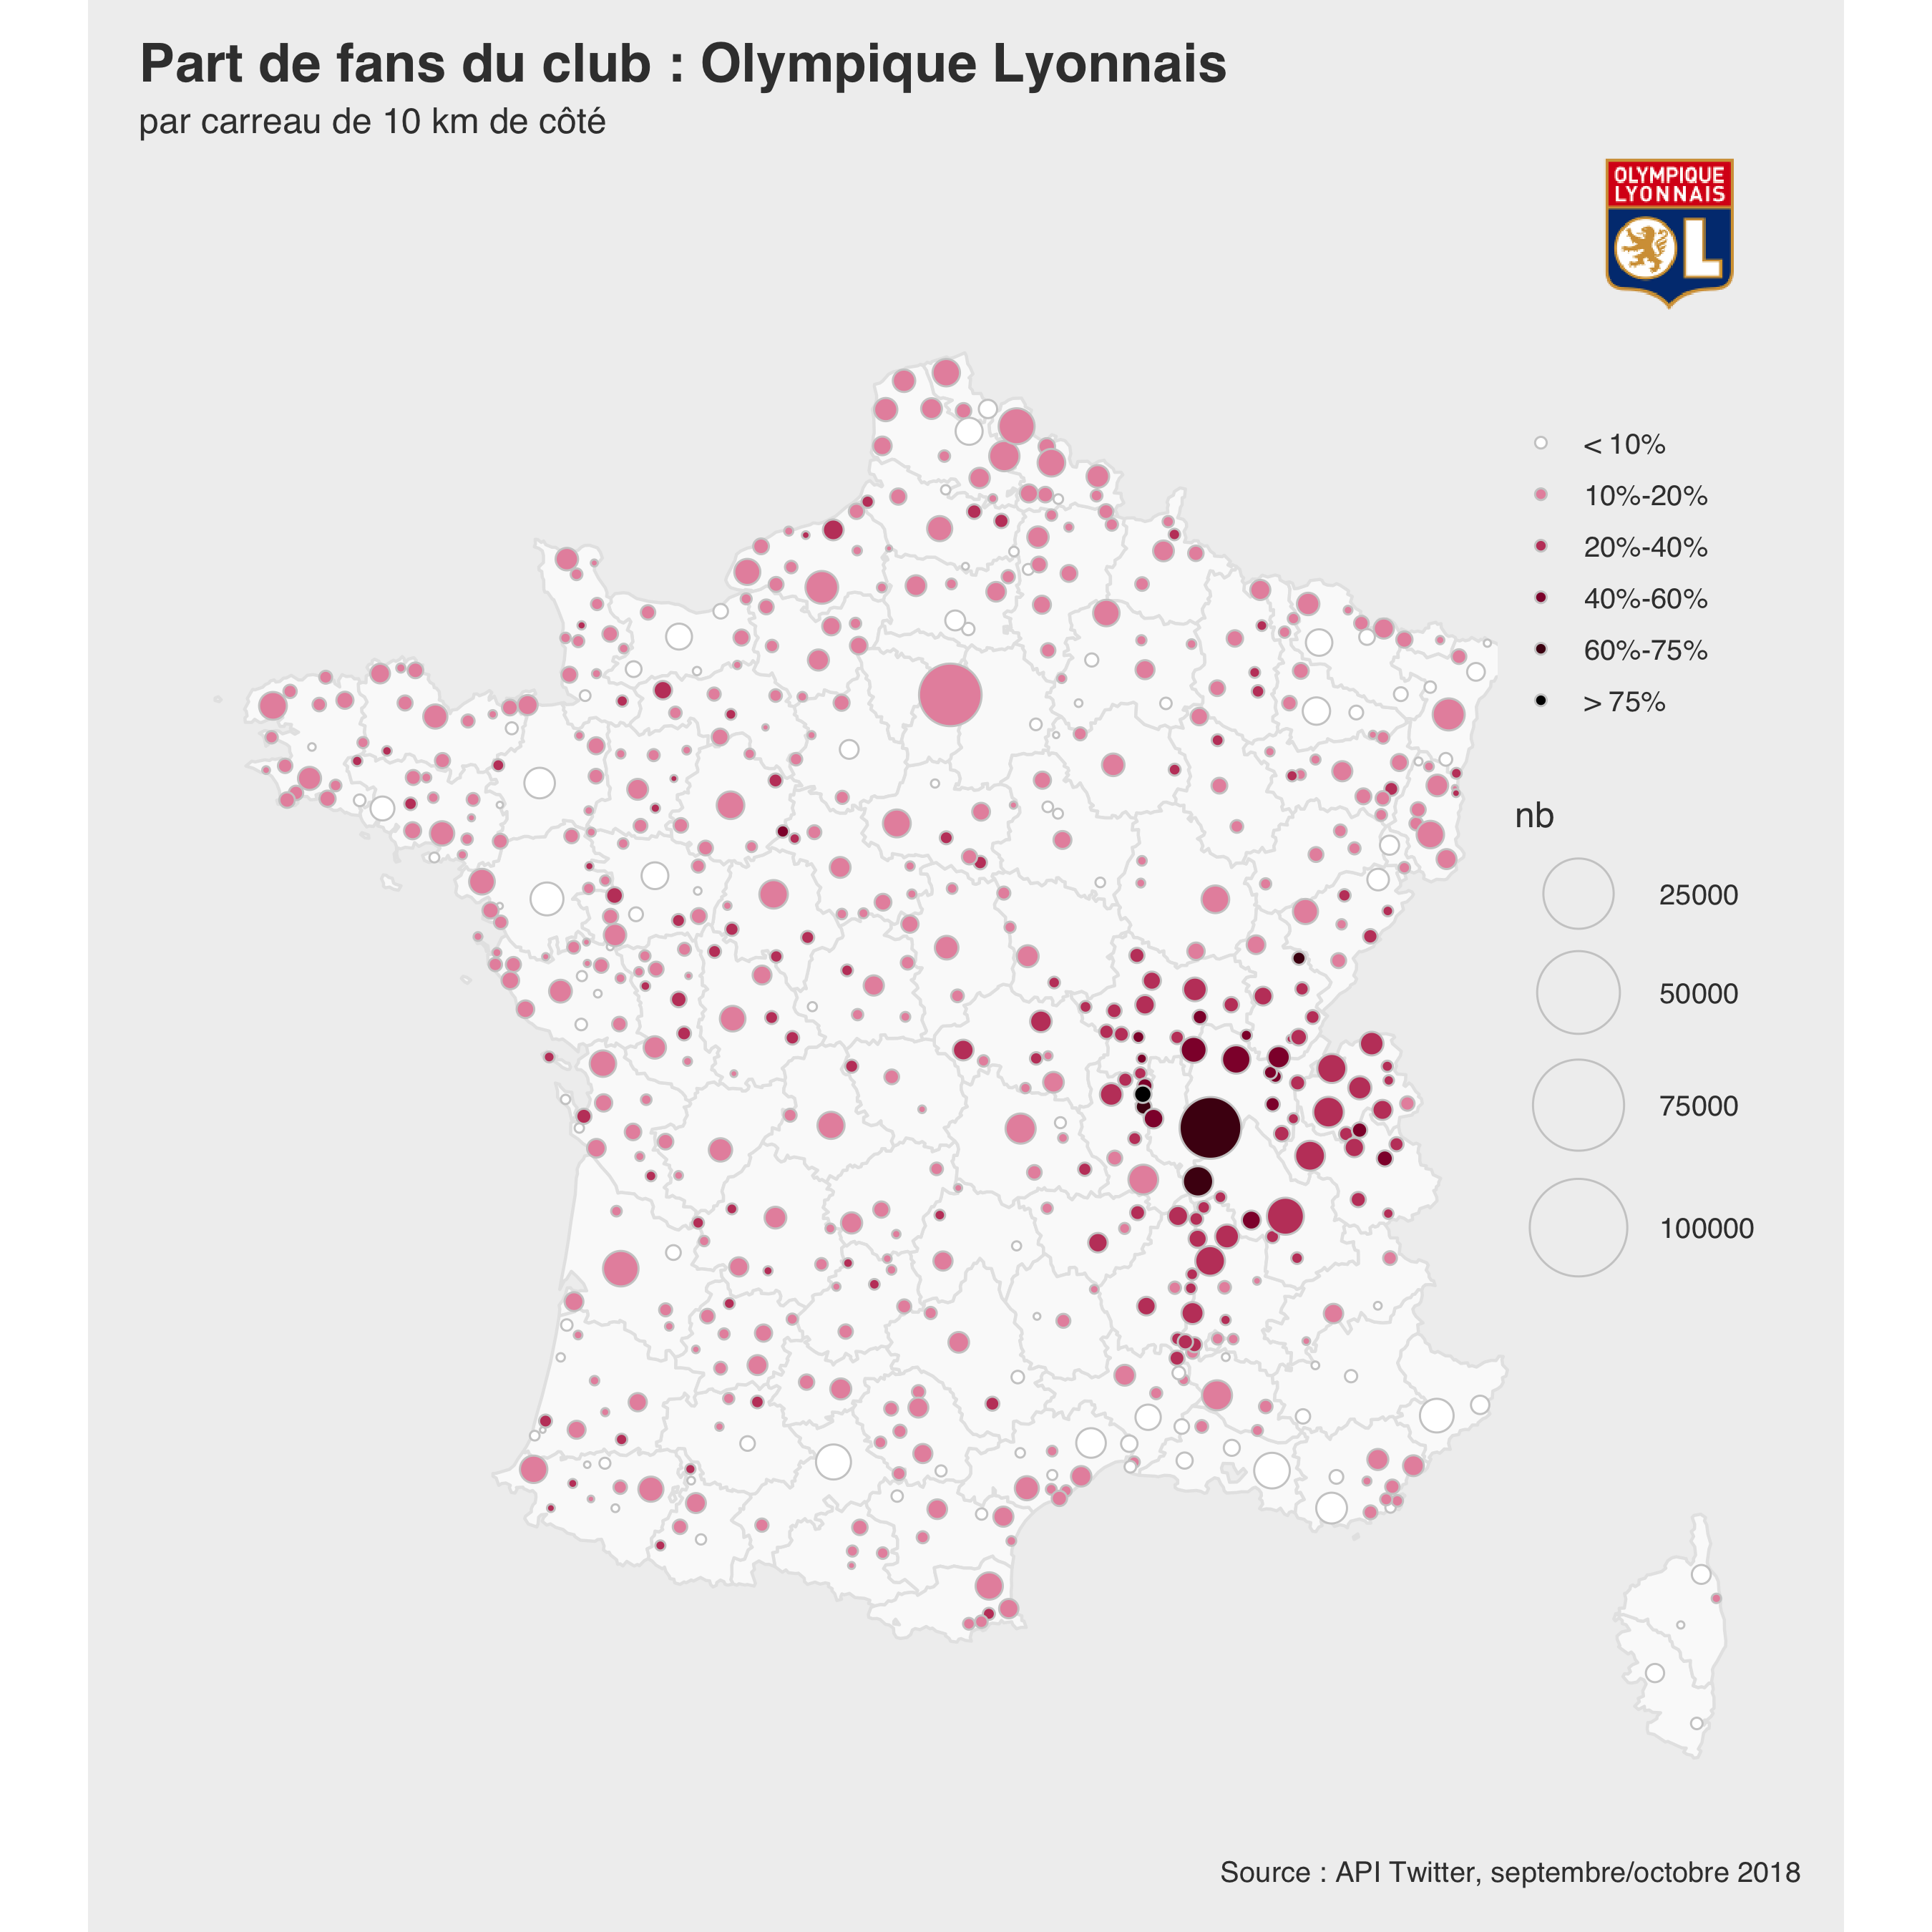 Part de fans du club : Olympique Lyonnais
par carreau de 10 km de côté
OLYMPIQUE
LYONNAIS
OL
< 10%
10%-20%
20%-40%
40%-60%
60%-75%
> 75%
nb
25000
50000
75000
100000
Source : API Twitter, septembre/octobre 2018